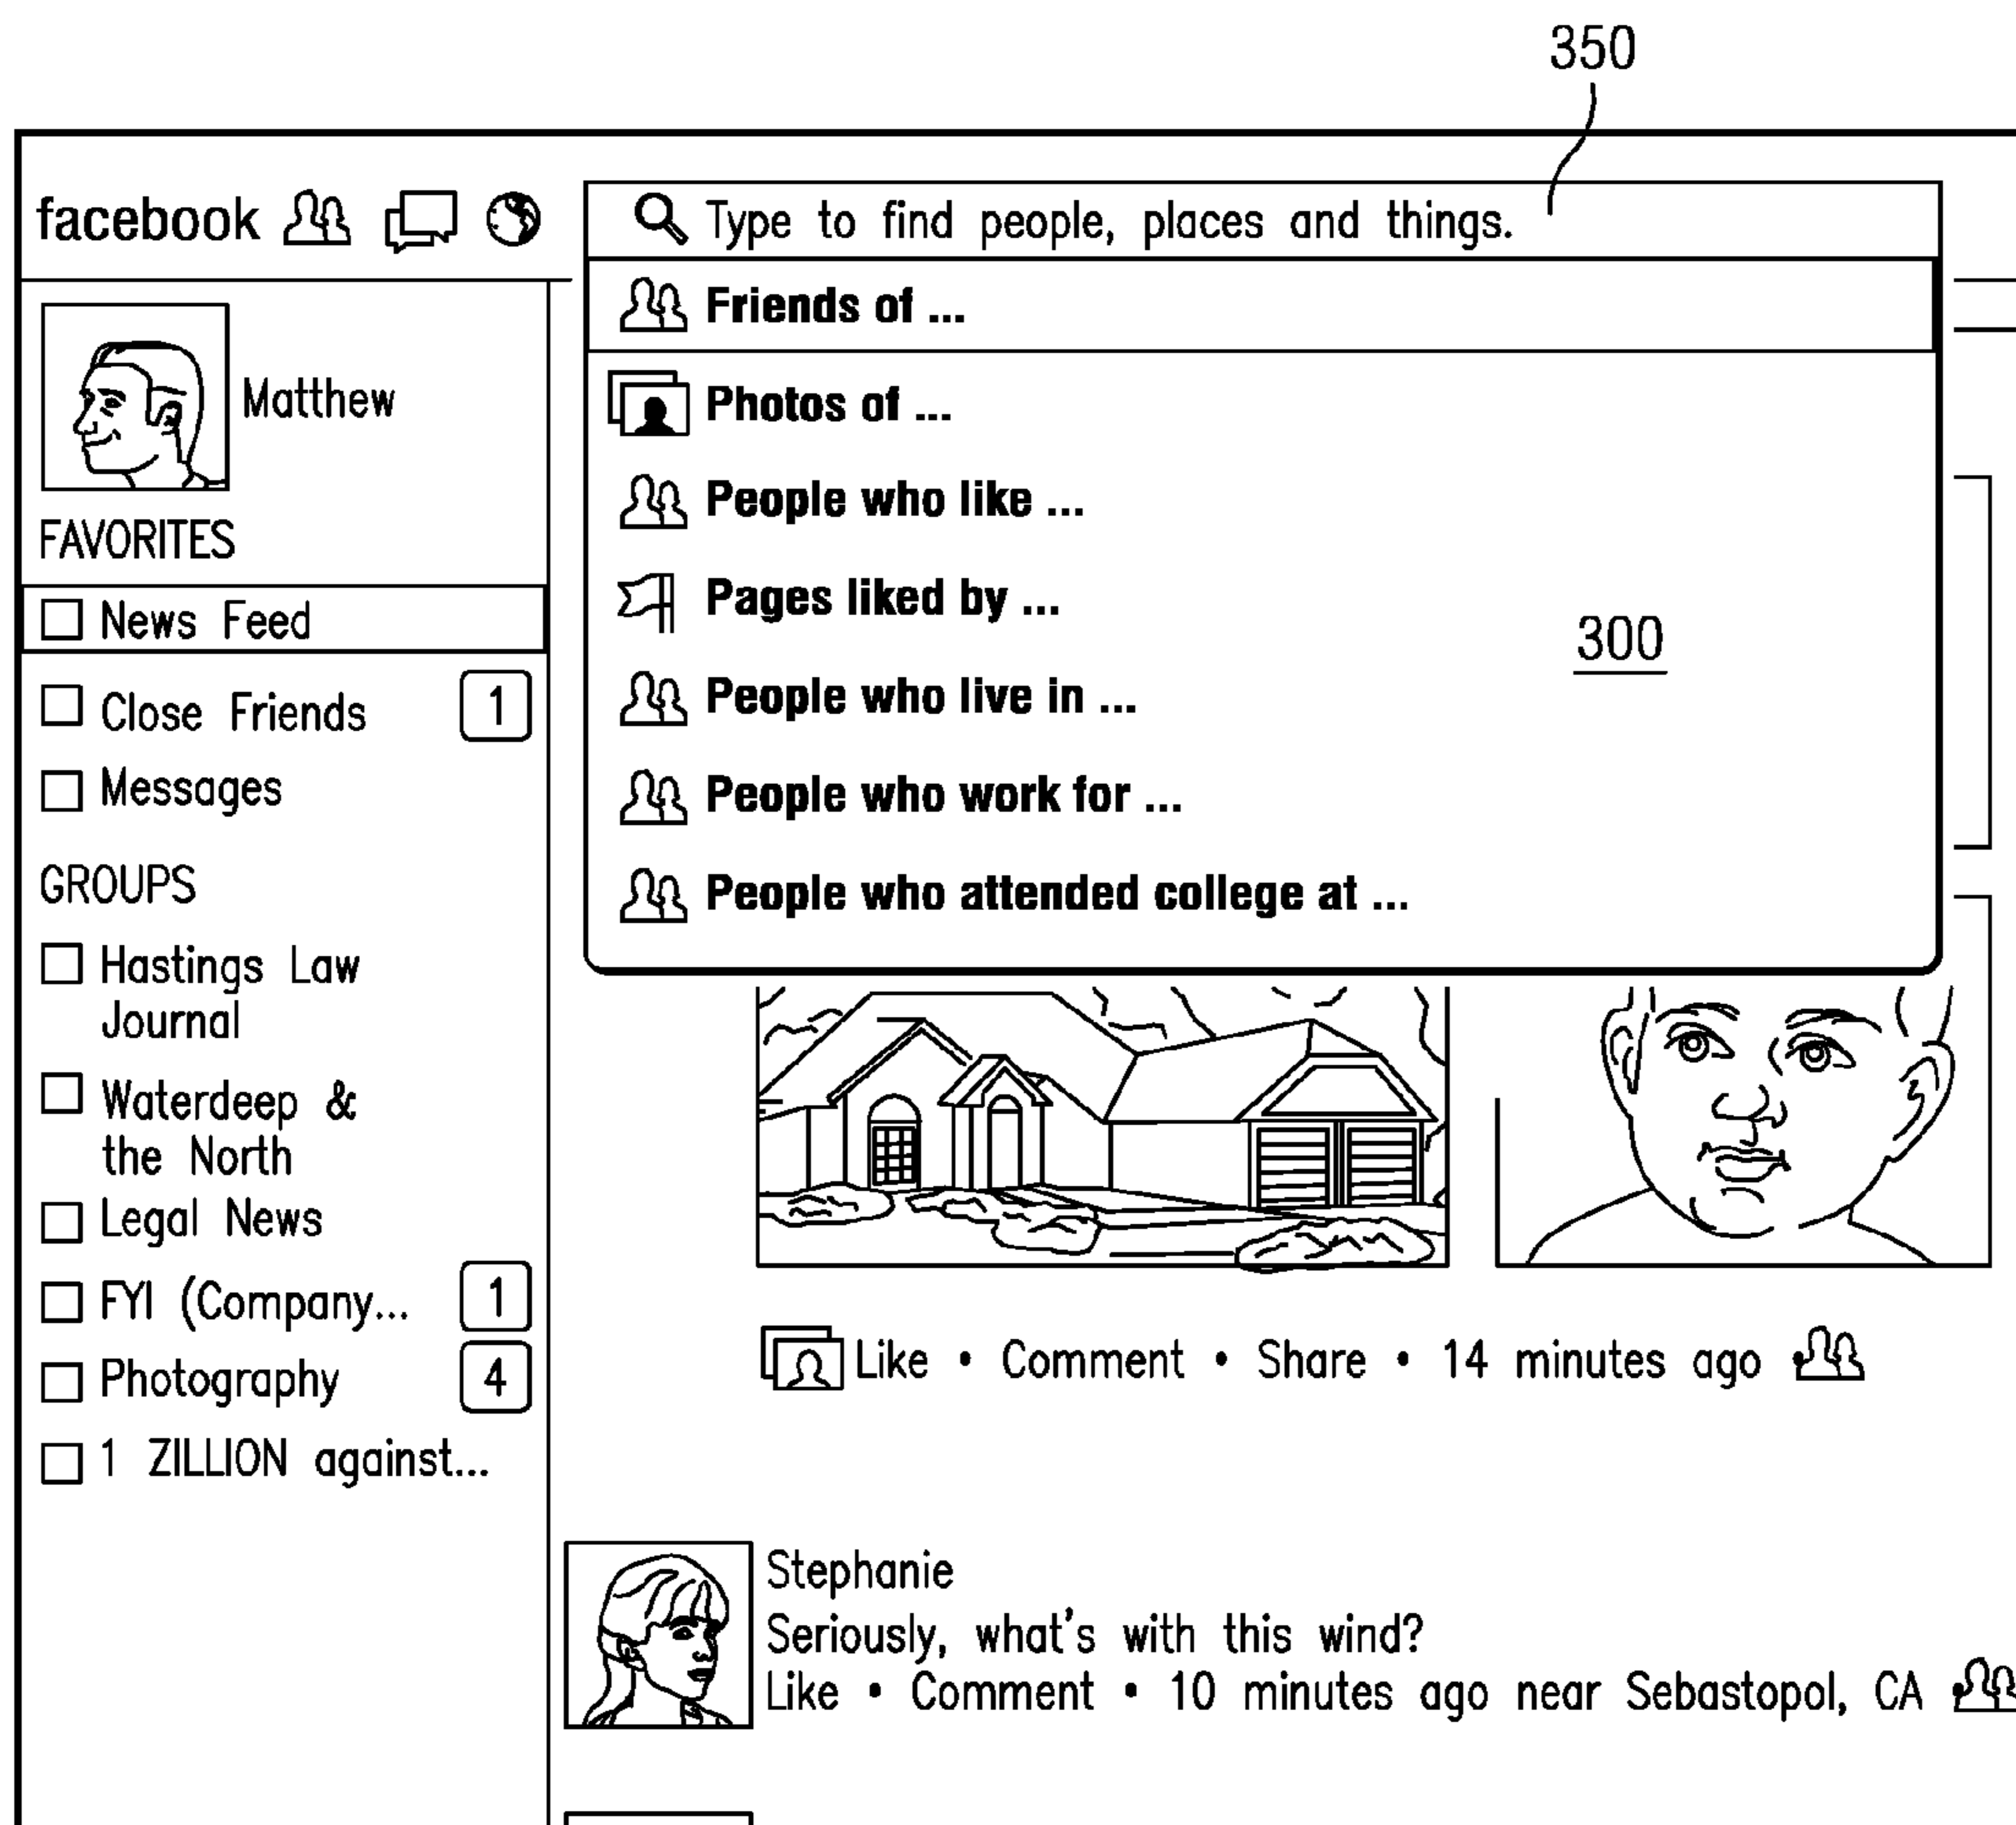 350
facebook
Type to find people, places and things.
Friends of ...
Photos of ...
People who like ...
Pages liked by ...
People who live in ...
People who work for ...
People who attended college at ...
300
Matthew
FAVORITES
News Feed
Close Friends 1
Messages
GROUPS
Hastings Law
Journal
Waterdeep &
the North
Legal News
FYI (Company... 1
Photography 4
1 ZILLION against...
Like • Comment • Share • 14 minutes ago •
Stephanie
Seriously, what's with this wind?
Like • Comment • 10 minutes ago near Sebastopol, CA •